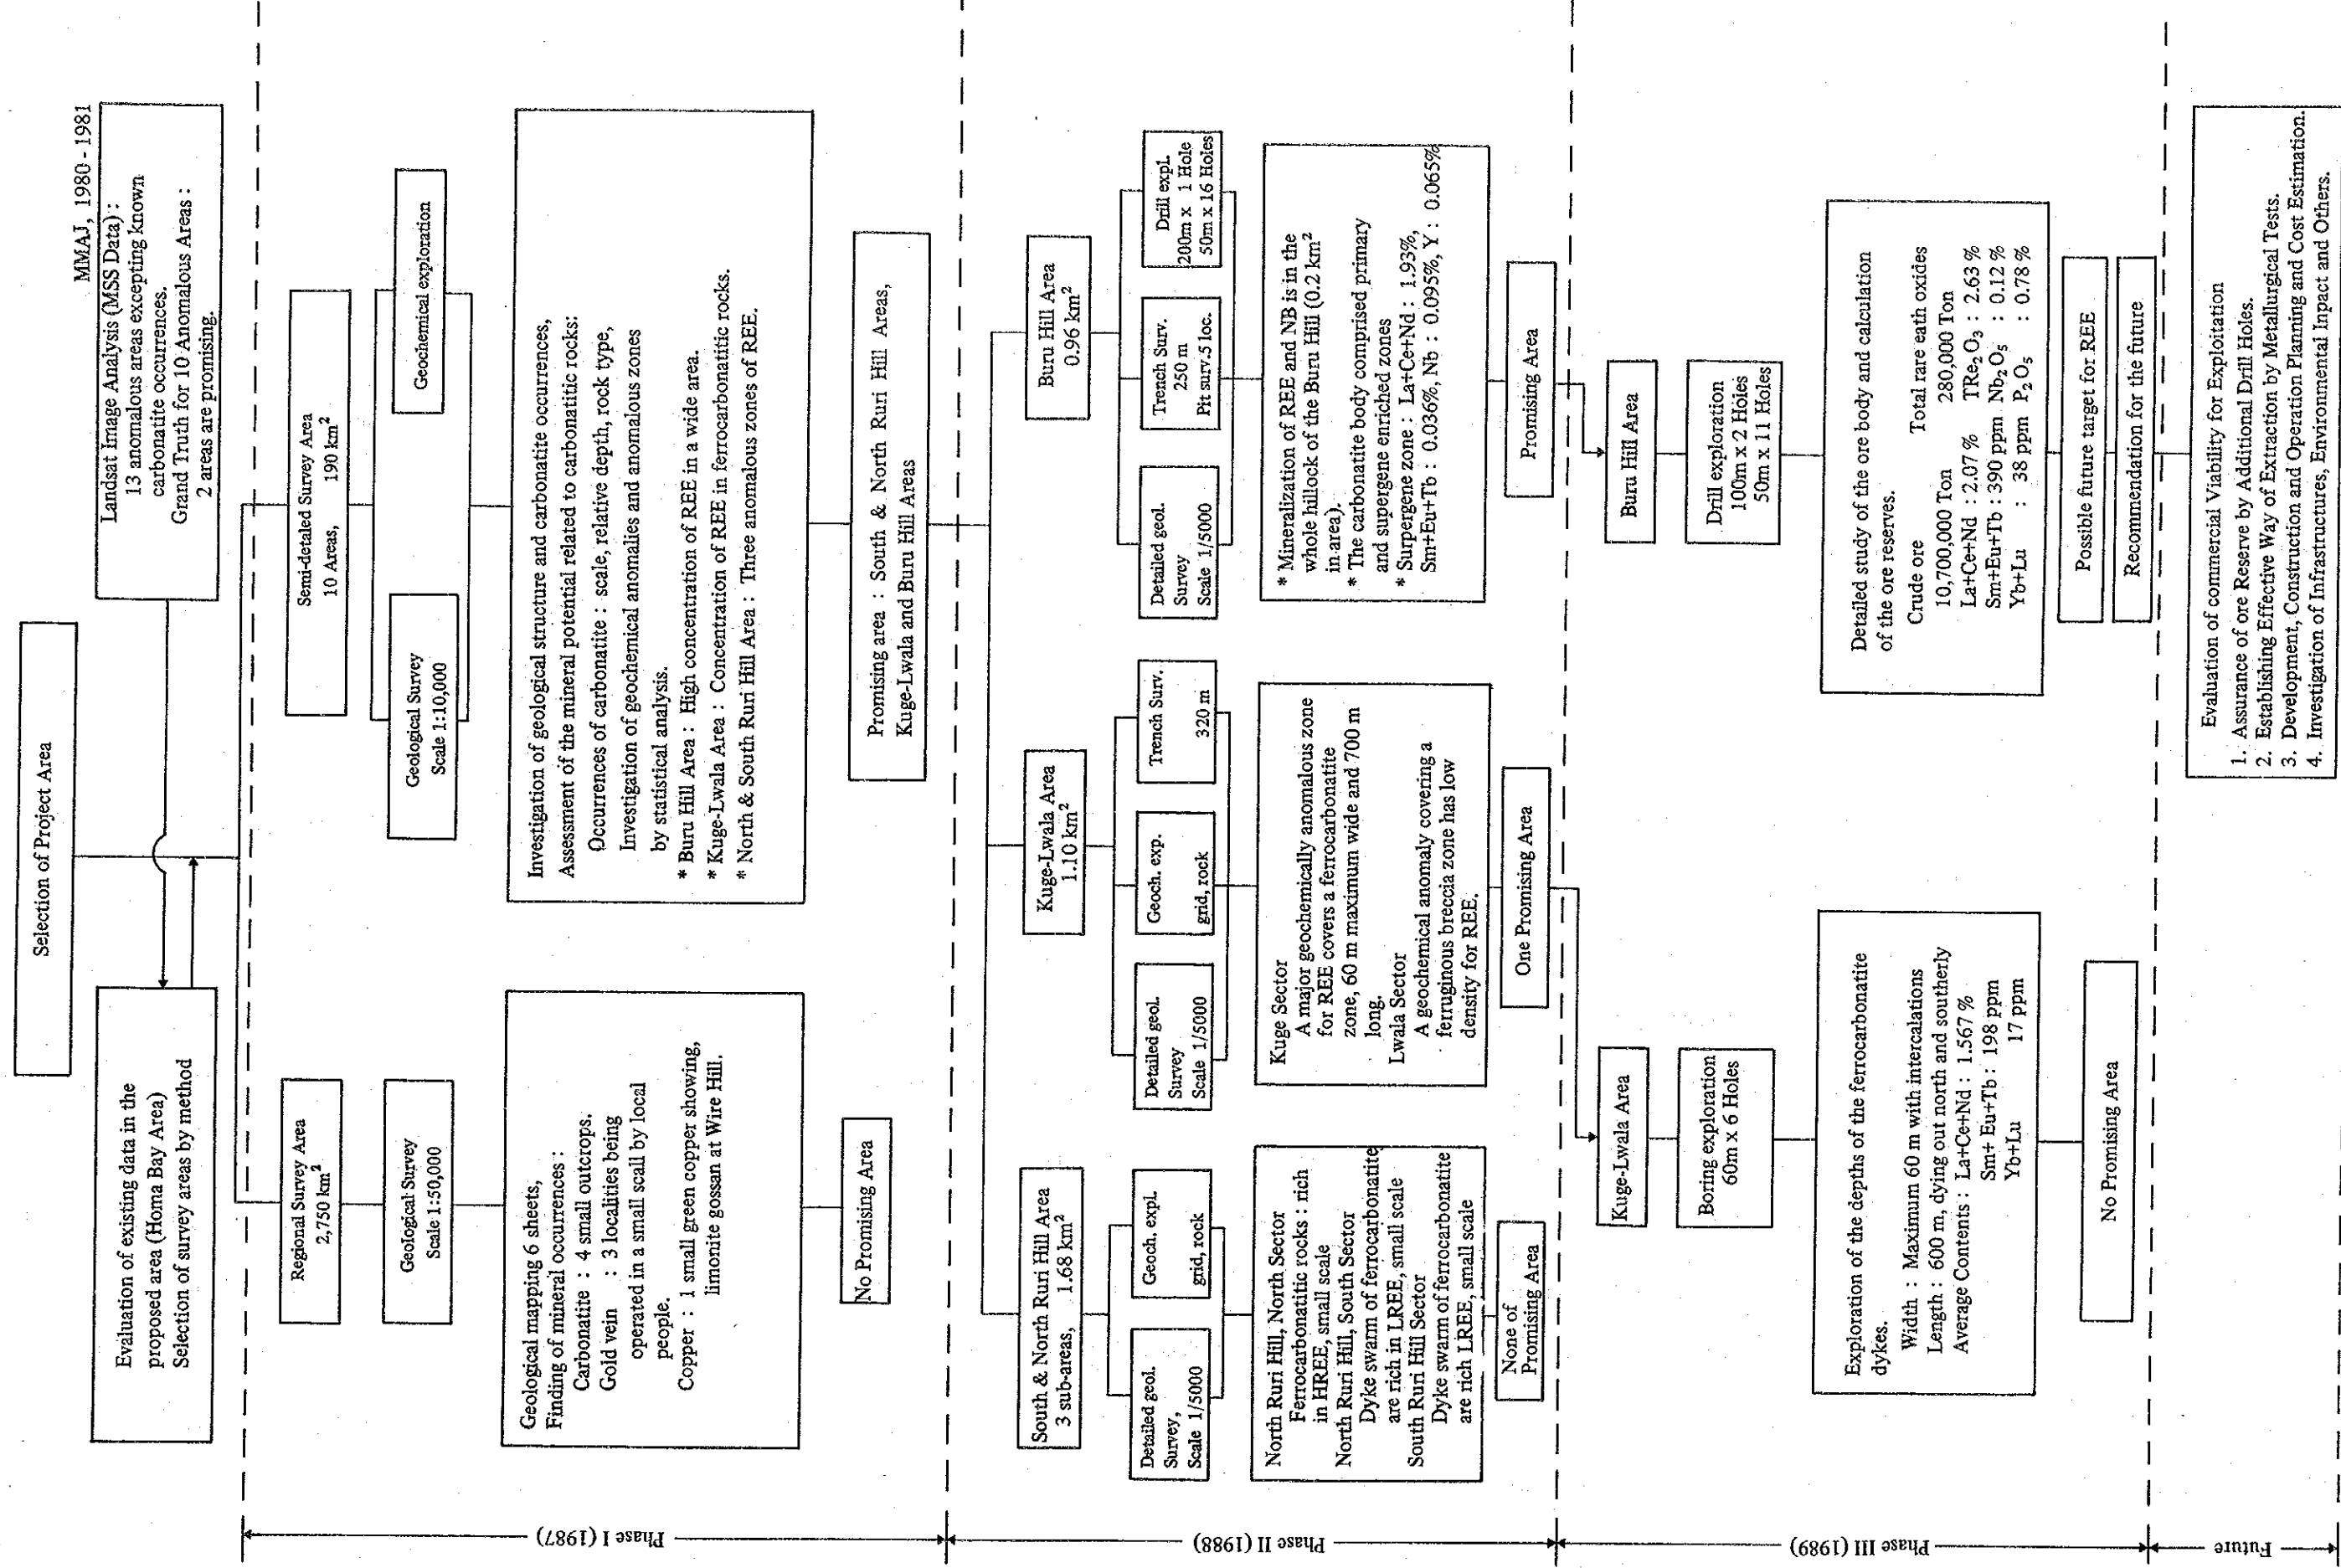 Selection of Project Area
MMAJ, 1980 - 1981
Evaluation of existing data in the
proposed area (Homa Bay Area)
Selection of survey areas by method
Landsat Image Analysis (MSS Data) :
13 anomalous areas excepting known
carbonatite occurrences.
Grand Truth for 10 Anomalous Areas :
2 areas are promising.
Phase I (1987)
Regional Survey Area
2,750 km²
Geological Survey
Scale 1:50,000
Geological mapping 6 sheets,
Finding of mineral occurrences :
Carbonatite : 4 small outcrops.
Gold vein : 3 localities being
operated in a small scall by local
people.
Copper : 1 small green copper showing,
limonite gossan at Wire Hill.
No Promising Area
Semi-detaled Survey Area
10 Areas, 190 km²
Geological Survey
Scale 1:10,000
Geochemical exploration
Investigation of geological structure and carbonatite occurrences,
Assessment of the mineral potential related to carbonatic rocks:
Occurrences of carbonatite : scale, relative depth, rock type,
Investigation of geochemical anomalies and anomalous zones
by statistical analysis.
* Buru Hill Area : High concentration of REE in a wide area.
* Kuge-Lwala Area : Concentration of REE in ferrocarbonatitic rocks.
* North & South Ruri Hill Area : Three anomalous zones of REE.
Promising area : South & North Ruri Hill Areas,
Kuge-Lwala and Buru Hill Areas
Phase II (1988)
South & North Ruri Hill Area
3 sub-areas, 1.68 km²
Detailed geol.
Survey,
Scale 1/5000
Geoch. expl.
grid, rock
North Ruri Hill, North Sector
Ferrocarbonatitic rocks : rich
in HREE, small scale
North Ruri Hill, South Sector
Dyke swarm of ferrocarbonatite
are rich in LREE, small scale
South Ruri Hill Sector
Dyke swarm of ferrocarbonatite
are rich LREE, small scale
None of
Promising Area
Kuge-Lwala Area
1.10 km²
Detailed geol.
Survey
Scale 1/5000
Geoch. exp.
grid, rock
Trench Surv.
320 m
Kuge Sector
A major geochemically anomalous zone
for REE covers a ferrocarbonatite
zone, 60 m maximum wide and 700 m
long.
Lwala Sector
A geochemical anomaly covering a
ferruginous breccia zone has low
density for REE.
One Promising Area
Buru Hill Area
0.96 km²
Detailed geol.
Survey
Scale 1/5000
Trench Surv.
250 m
Pit surv.5 loc.
Drill expl.
200m x 1 Hole
50m x 16 Holes
* Mineralization of REE and NB is in the
whole hillock of the Buru Hill (0.2 km²
in area).
* The carbonatite body comprised primary
and supergene enriched zones
* Surpergene zone : La+Ce+Nd : 1.93%,
Sm+Eu+Tb : 0.036%, Nb : 0.095%, Y : 0.065%
Promising Area
Phase III (1989)
Kuge-Lwala Area
Boring exploration
60m x 6 Holes
Exploration of the depths of the ferrocarbonatite
dykes.
Width : Maximum 60 m with intercalations
Length : 600 m, dying out north and southerly
Average Contents : La+Ce+Nd : 1.567 %
Sm+ Eu+Tb : 198 ppm
Yb+Lu 17 ppm
No Promising Area
Buru Hill Area
Drill exploration
100m x 2 Hoies
50m x 11 Holes
Detailed study of the ore body and calculation
of the ore reserves.
Crude ore Total rare eath oxides
10,700,000 Ton 280,000 Ton
La+Ce+Nd : 2.07 % TRe₂O₃ : 2.63 %
Sm+Eu+Tb : 390 ppm Nb₂O₅ : 0.12 %
Yb+Lu : 38 ppm P₂O₅ : 0.78 %
Possible future target for REE
Recommendation for the future
Future
Evaluation of commercial Viability for Exploitation
1. Assurance of ore Reserve by Additional Drill Holes.
2. Establishing Effective Way of Extraction by Metallurgical Tests.
3. Development, Construction and Operation Planning and Cost Estimation.
4. Investigation of Infrastructures, Environmental Inpact and Others.